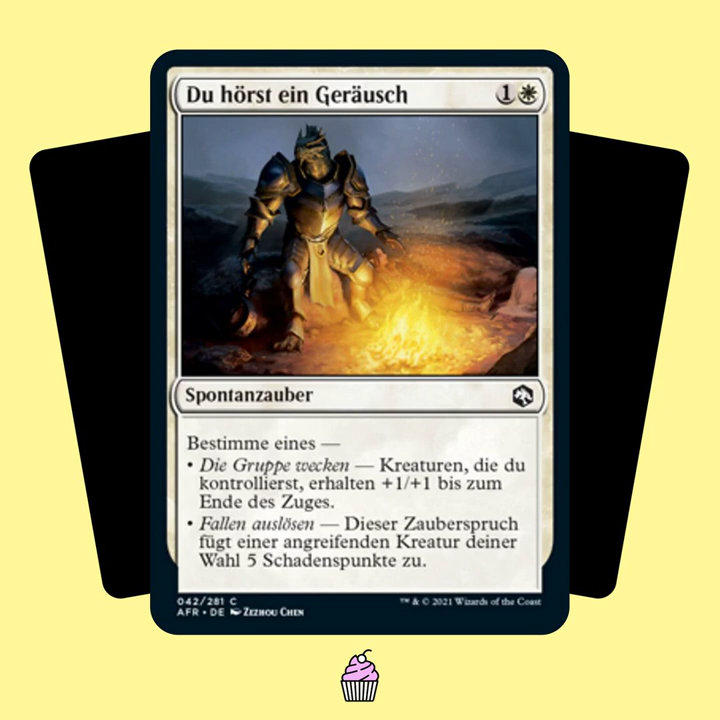 Du hörst ein Geräusch 1
Spontanzauber
Bestimme eines —
• Die Gruppe wecken — Kreaturen, die du
kontrollierst, erhalten +1/+1 bis zum
Ende des Zuges.
• Fallen auslösen — Dieser Zauberspruch
fügt einer angreifenden Kreatur deiner
Wahl 5 Schadenspunkte zu.
042/281 C ™ & © 2021 Wizards of the Coast
AFR • DE Zezhou Chen